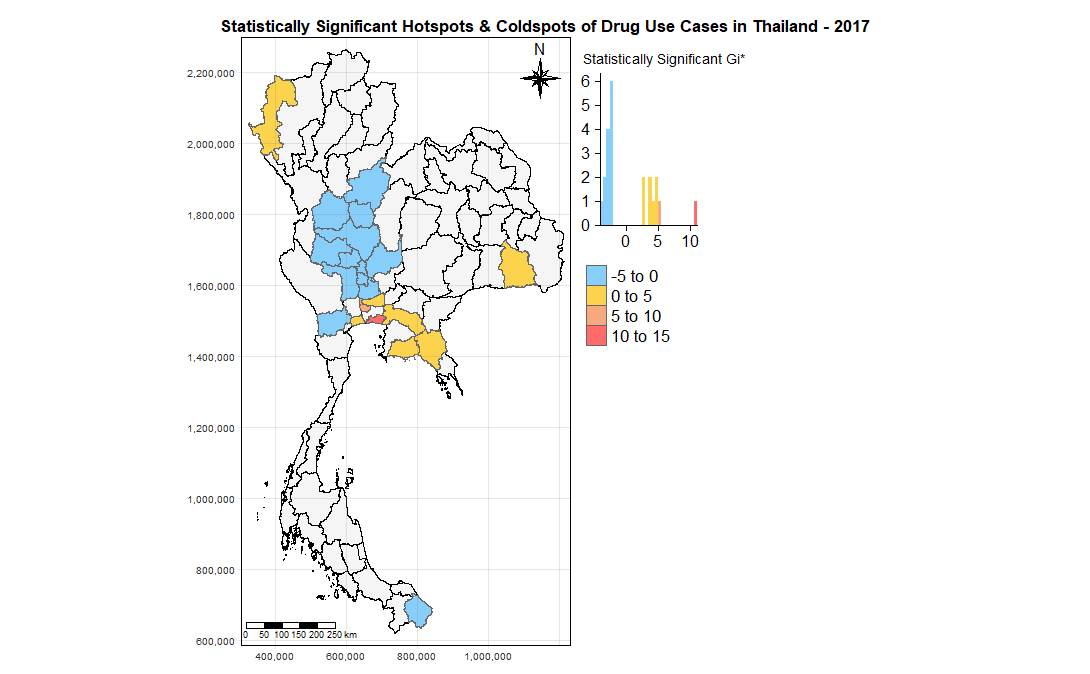 Statistically Significant Hotspots & Coldspots of Drug Use Cases in Thailand - 2017
N
Statistically Significant Gi*
6
5
4
3
2
1
0
0 5 10
-5 to 0
0 to 5
5 to 10
10 to 15
2,200,000
2,000,000
1,800,000
1,600,000
1,400,000
1,200,000
1,000,000
800,000
600,000
0 50 100 150 200 250 km
400,000 600,000 800,000 1,000,000